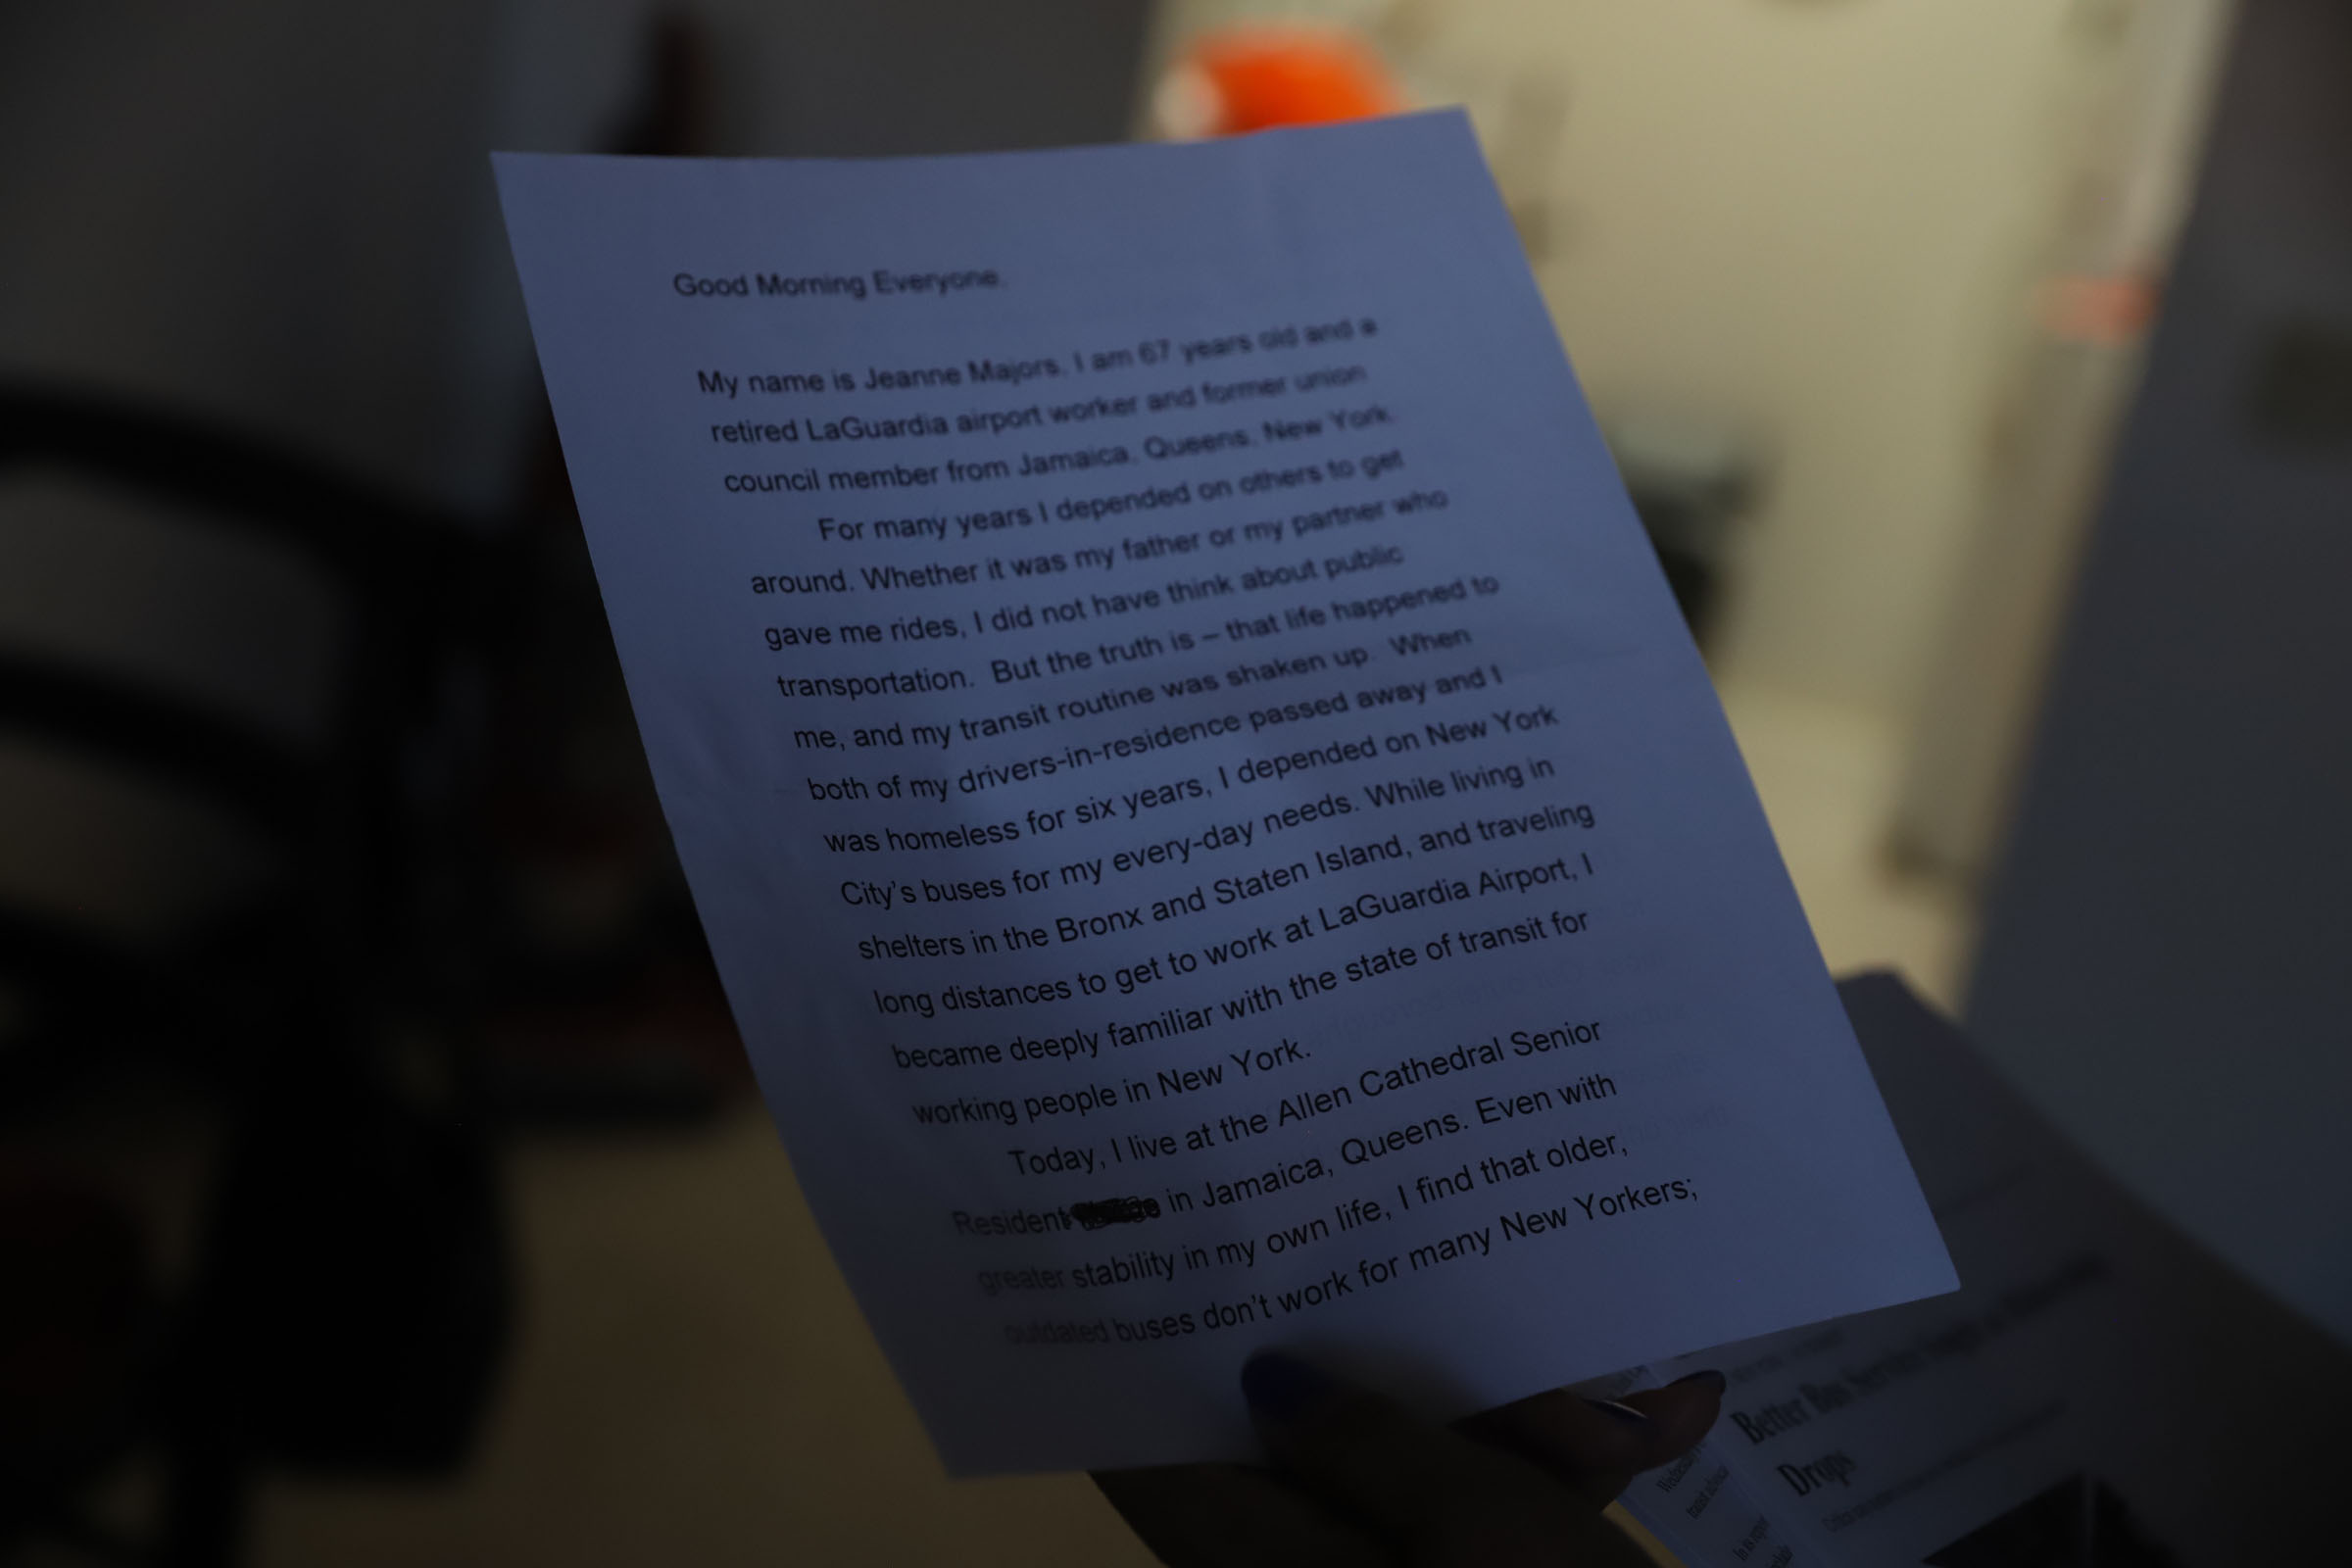 Good Morning Everyone.
My name is Jeanne Majors. I am 67 years old and a
retired LaGuardia airport worker and former union
council member from Jamaica, Queens, New York.
For many years I depended on others to get
around. Whether it was my father or my partner who
gave me rides, I did not have think about public
transportation. But the truth is – that life happened to
me, and my transit routine was shaken up. When
both of my drivers-in-residence passed away and I
was homeless for six years, I depended on New York
City's buses for my every-day needs. While living in
shelters in the Bronx and Staten Island, and traveling
long distances to get to work at LaGuardia Airport, I
became deeply familiar with the state of transit for
working people in New York.
Today, I live at the Allen Cathedral Senior
Resident in Jamaica, Queens. Even with
greater stability in my own life, I find that older,
outdated buses don't work for many New Yorkers;
Better Bus Service
Drops